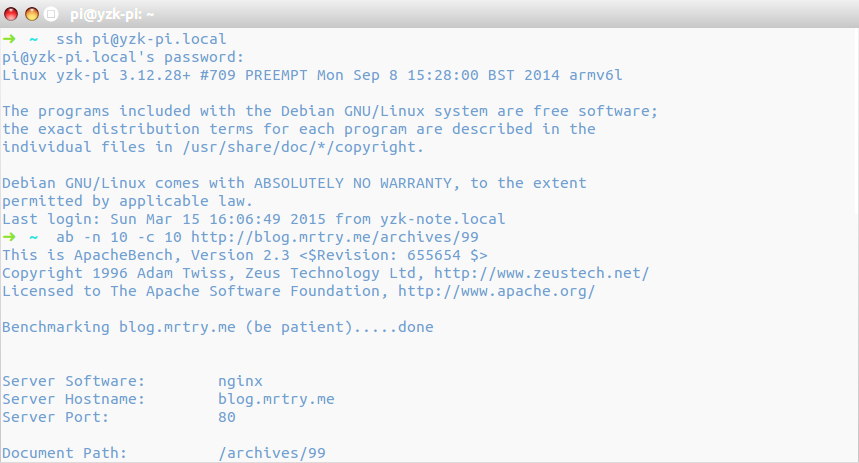 pi@yzk-pi: ~
➜  ~  ssh pi@yzk-pi.local
pi@yzk-pi.local's password:
Linux yzk-pi 3.12.28+ #709 PREEMPT Mon Sep 8 15:28:00 BST 2014 armv6l
The programs included with the Debian GNU/Linux system are free software;
the exact distribution terms for each program are described in the
individual files in /usr/share/doc/*/copyright.
Debian GNU/Linux comes with ABSOLUTELY NO WARRANTY, to the extent
permitted by applicable law.
Last login: Sun Mar 15 16:06:49 2015 from yzk-note.local
➜  ~  ab -n 10 -c 10 http://blog.mrtry.me/archives/99
This is ApacheBench, Version 2.3 <$Revision: 655654 $>
Copyright 1996 Adam Twiss, Zeus Technology Ltd, http://www.zeustech.net/
Licensed to The Apache Software Foundation, http://www.apache.org/
Benchmarking blog.mrtry.me (be patient).....done
Server Software:        nginx
Server Hostname:        blog.mrtry.me
Server Port:            80
Document Path:          /archives/99